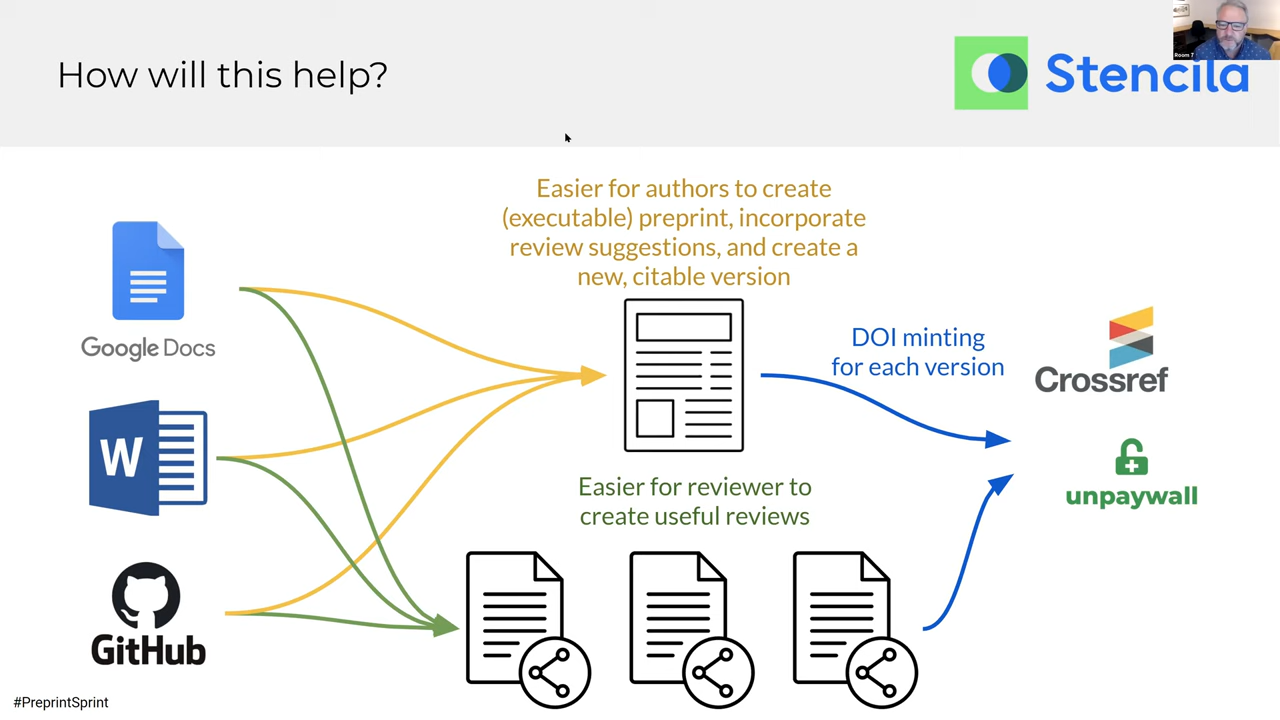 How will this help?
Stencila
Room 7
Easier for authors to create
(executable) preprint, incorporate
review suggestions, and create a
new, citable version
Google Docs
DOI minting
for each version
Crossref
W
Easier for reviewer to
create useful reviews
unpaywall
GitHub
#PreprintSprint